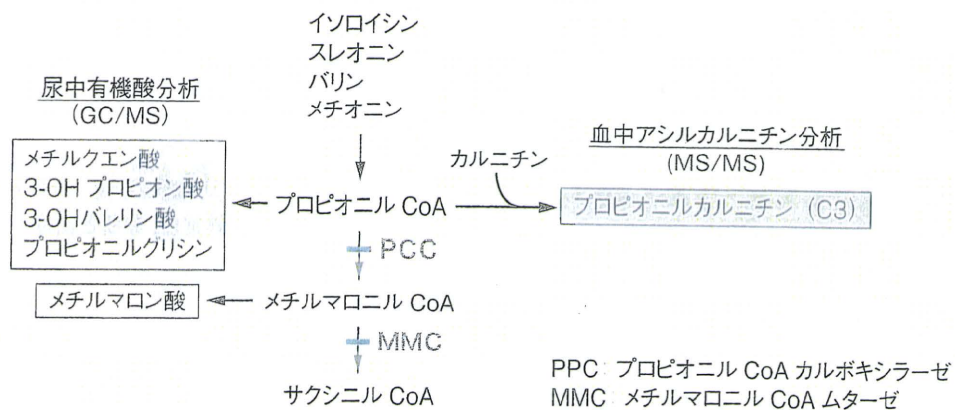 イソロイシン
スレオニン
バリン
メチオニン
尿中有機酸分析
(GC/MS)
メチルクエン酸
3-OH プロピオン酸
3-OHバレリン酸
プロピオニルグリシン
プロピオニル CoA
カルニチン
血中アシルカルニチン分析
(MS/MS)
プロピオニルカルニチン (C3)
PCC
メチルマロン酸
メチルマロニル CoA
MMC
サクシニル CoA
PPC: プロピオニル CoA カルボキシラーゼ
MMC: メチルマロニル CoA ムターゼ